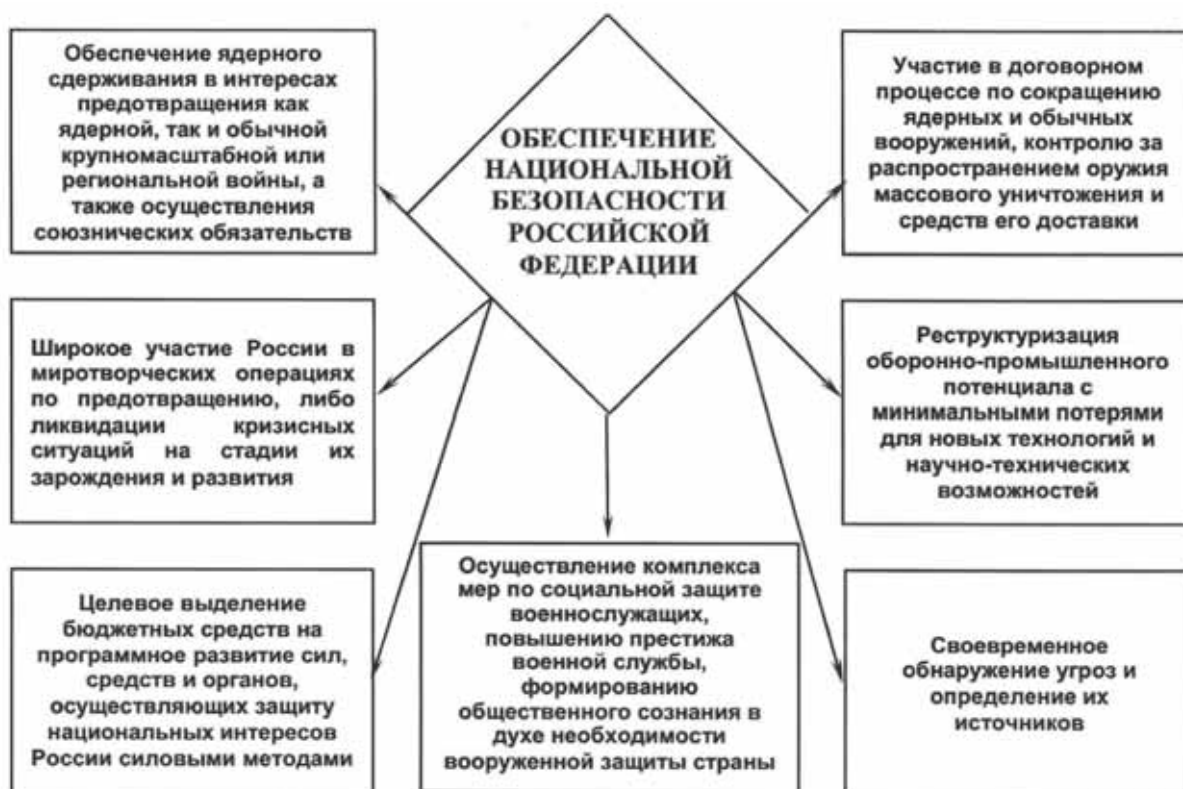 Обеспечение ядерного
сдерживания в интересах
предотвращения как
ядерной, так и обычной
крупномасштабной или
региональной войны, а
также осуществления
союзнических обязательств
ОБЕСПЕЧЕНИЕ
НАЦИОНАЛЬНОЙ
БЕЗОПАСНОСТИ
РОССИЙСКОЙ
ФЕДЕРАЦИИ
Участие в договорном
процессе по сокращению
ядерных и обычных
вооружений, контролю за
распространением оружия
массового уничтожения и
средств его доставки
Широкое участие России в
миротворческих операциях
по предотвращению, либо
ликвидации кризисных
ситуаций на стадии их
зарождения и развития
Реструктуризация
оборонно-промышленного
потенциала с
минимальными потерями
для новых технологий и
научно-технических
возможностей
Целевое выделение
бюджетных средств на
программное развитие сил,
средств и органов,
осуществляющих защиту
национальных интересов
России силовыми методами
Осуществление комплекса
мер по социальной защите
военнослужащих,
повышению престижа
военной службы,
формированию
общественного сознания в
духе необходимости
вооруженной защиты страны
Своевременное
обнаружение угроз и
определение их
источников